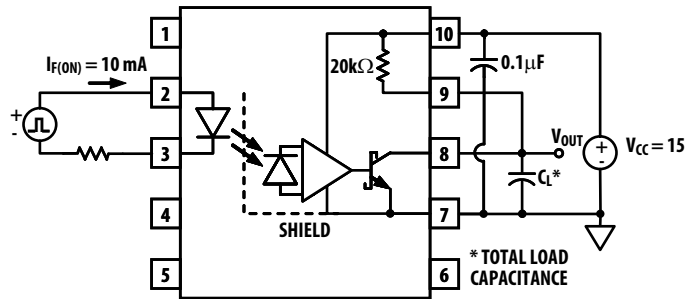 1
10
I_F(ON) = 10 mA
20kΩ
0.1μF
+
-
2
9
3
8
V_OUT
+
-
V_CC = 15
C_L*
4
7
SHIELD
* TOTAL LOAD
CAPACITANCE
5
6